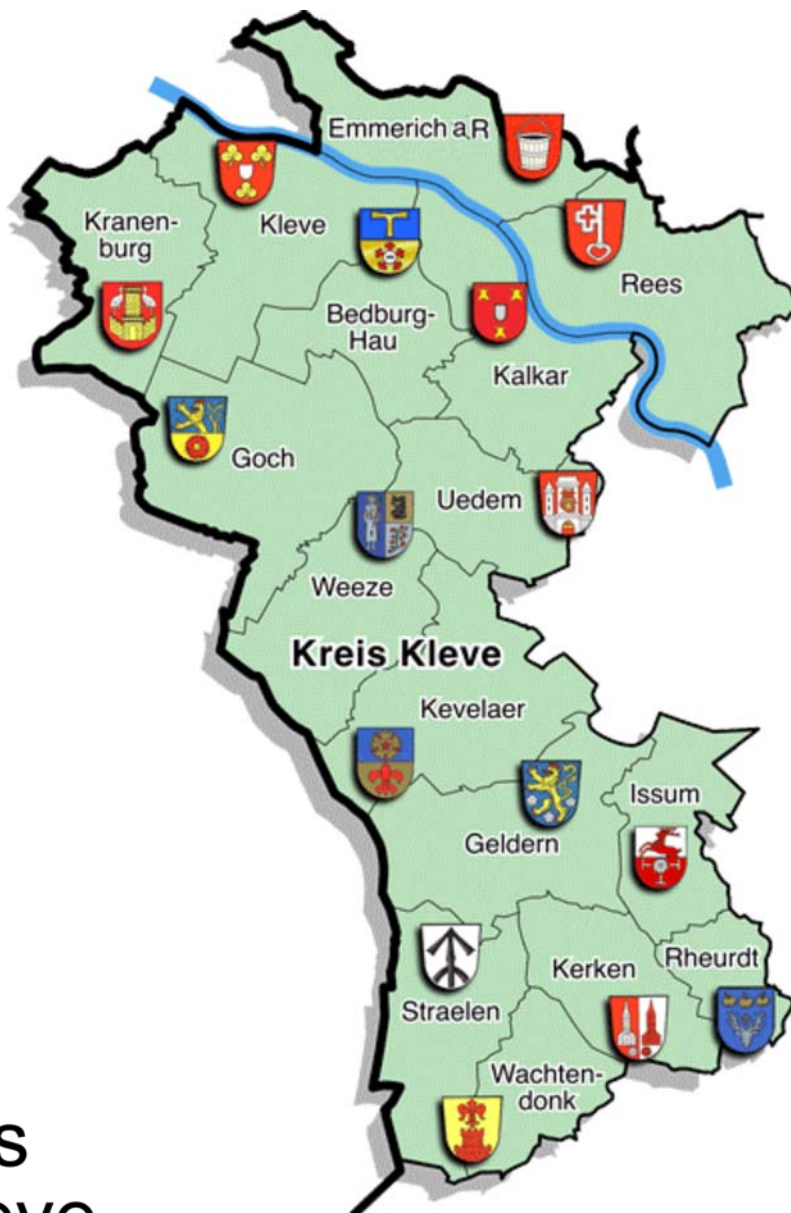 Emmerich a,R
Kranen-
burg
Kleve
Rees
Bedburg-
Hau
Kalkar
Goch
Uedem
Weeze
Kreis Kleve
Kevelaer
Issum
Geldern
Kerken
Rheurdt
Straelen
Wachten-
donk